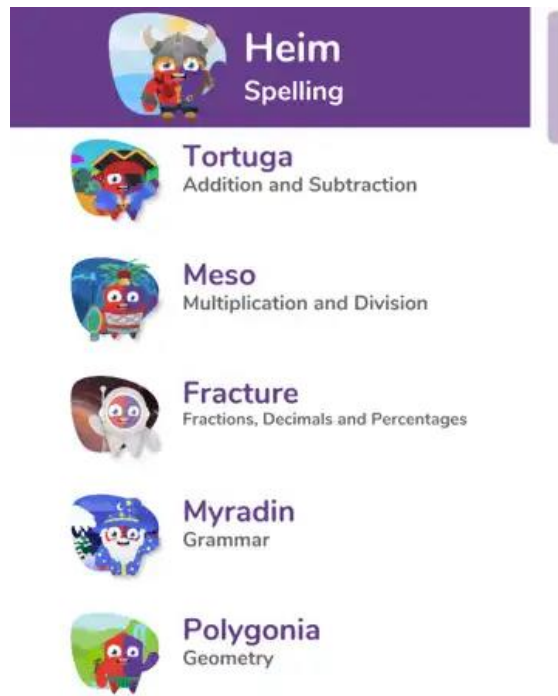 Heim
Spelling
Tortuga
Addition and Subtraction
Meso
Multiplication and Division
Fracture
Fractions, Decimals and Percentages
Myradin
Grammar
Polygonia
Geometry